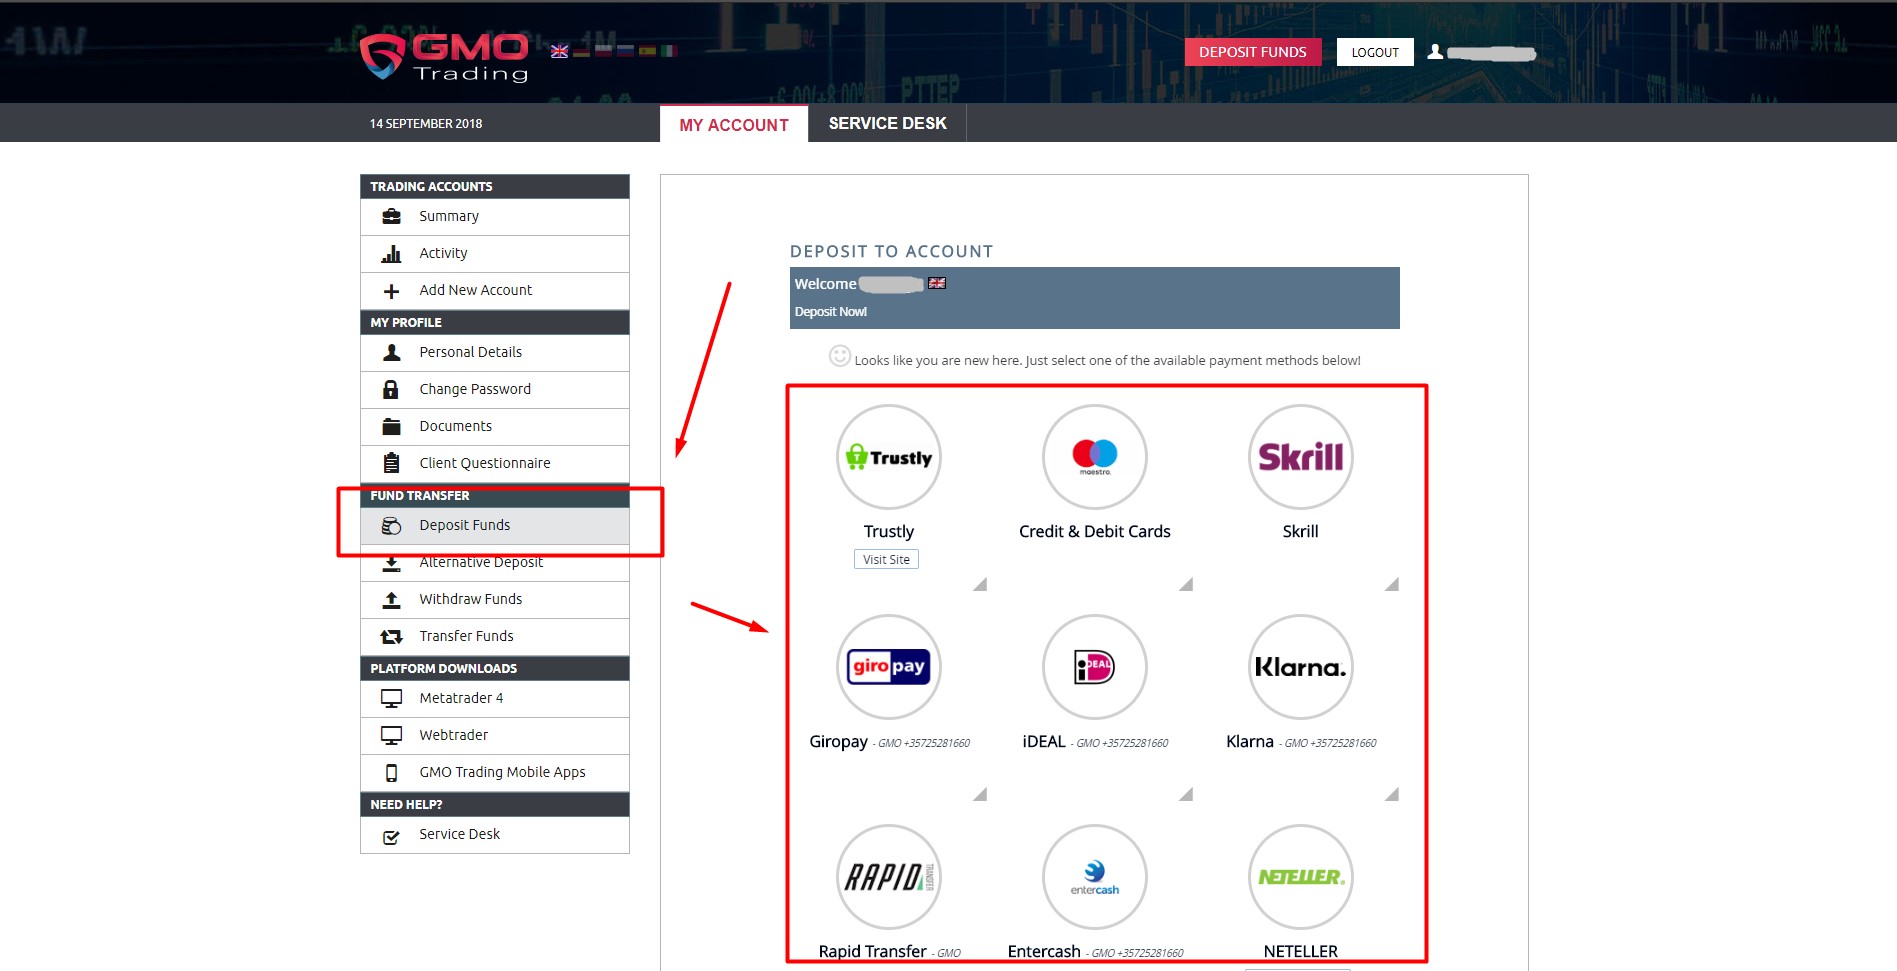 GMO
Trading
DEPOSIT FUNDS
LOGOUT
PTTEP
14 SEPTEMBER 2018
MY ACCOUNT
SERVICE DESK
TRADING ACCOUNTS
Summary
Activity
Add New Account
MY PROFILE
Personal Details
Change Password
Documents
Client Questionnaire
FUND TRANSFER
Deposit Funds
Alternative Deposit
Withdraw Funds
Transfer Funds
PLATFORM DOWNLOADS
Metatrader 4
Webtrader
GMO Trading Mobile Apps
NEED HELP?
Service Desk
DEPOSIT TO ACCOUNT
Welcome
Deposit Now!
Looks like you are new here. Just select one of the available payment methods below!
Trustly
maestro
Skrill
Trustly
Credit & Debit Cards
Skrill
Visit Site
giropay
iDEAL
Klarna.
Giropay - GMO +35725281660
iDEAL - GMO +35725281660
Klarna - GMO +35725281660
RAPID TRANSFER
entercash
NETELLER
Rapid Transfer - GMO
Entercash - GMO +35725281660
NETELLER